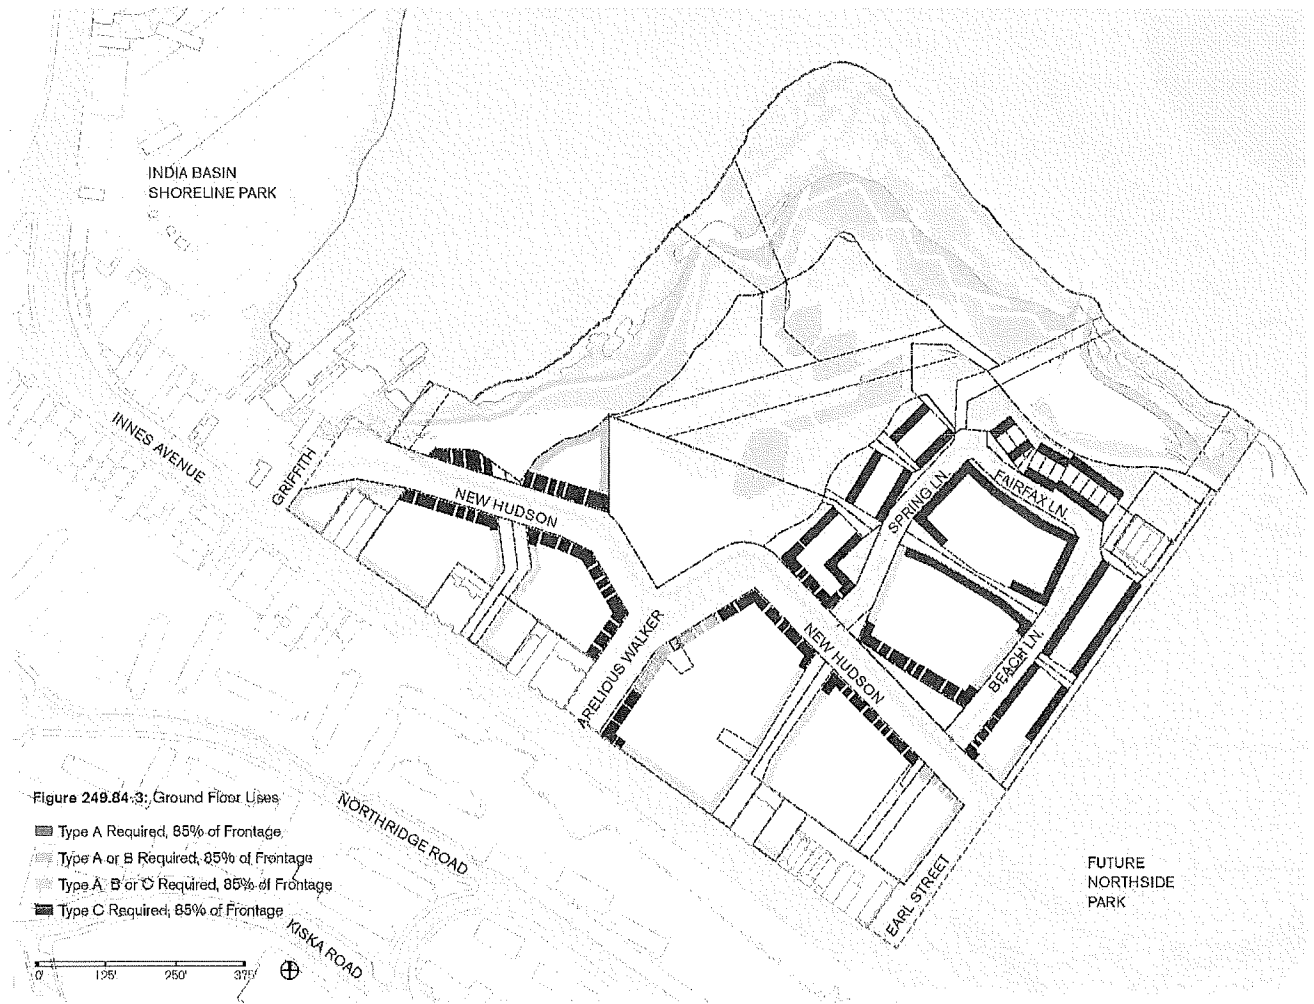 INDIA BASIN
SHORELINE PARK
INNES AVENUE
GRIFFITH
NEW HUDSON
SPRING LN.
FAIRFAX LN.
ARELIOUS WALKER
NEW HUDSON
BEACH LN.
Figure 249.84-3: Ground Floor Uses
Type A Required, 85% of Frontage
Type A or B Required, 85% of Frontage
Type A B or C Required, 85% of Frontage
Type C Required, 85% of Frontage
NORTHRIDGE ROAD
KISKA ROAD
EARL STREET
FUTURE
NORTHSIDE
PARK
0' 125' 250' 375'